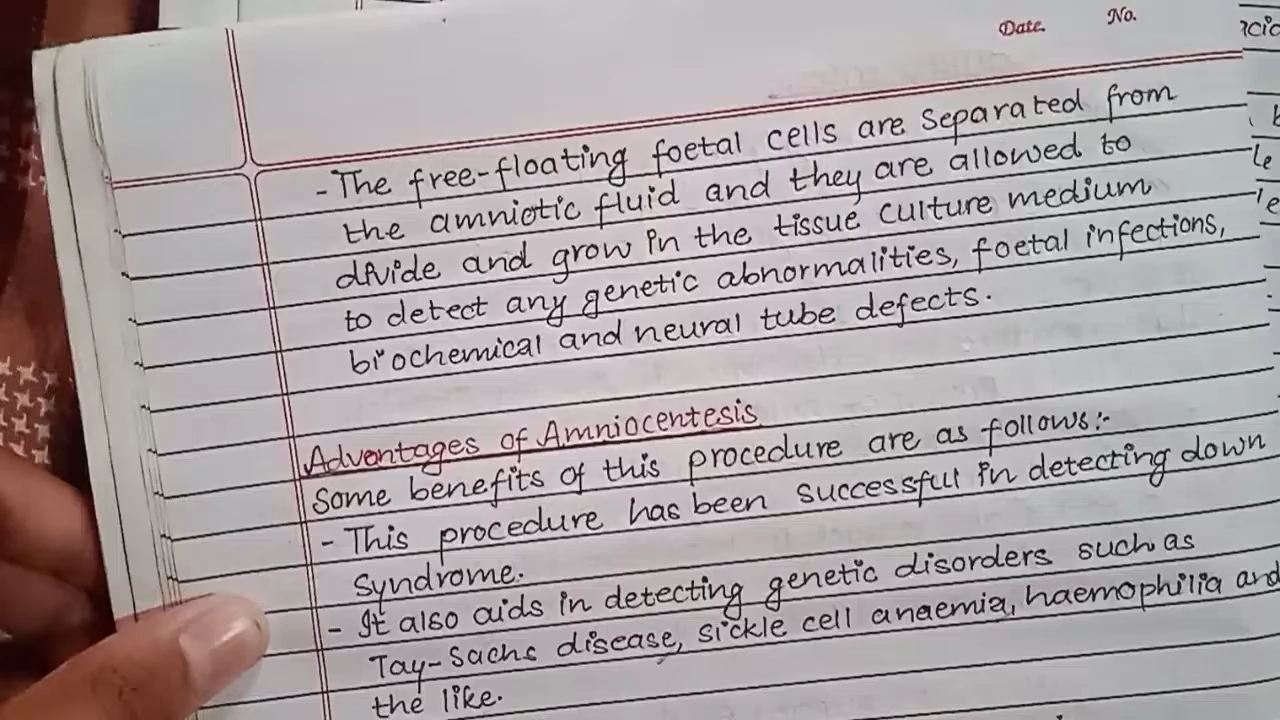 Date. No.
- The free-floating foetal cells are separated from
the amniotic fluid and they are allowed to
divide and grow in the tissue culture medium
to detect any genetic abnormalities, foetal infections,
biochemical and neural tube defects.
Advantages of Amniocentesis
Some benefits of this procedure are as follows:-
- This procedure has been successful in detecting down
syndrome.
- It also aids in detecting genetic disorders such as
Tay-Sachs disease, sickle cell anaemia, haemophilia and
the like.